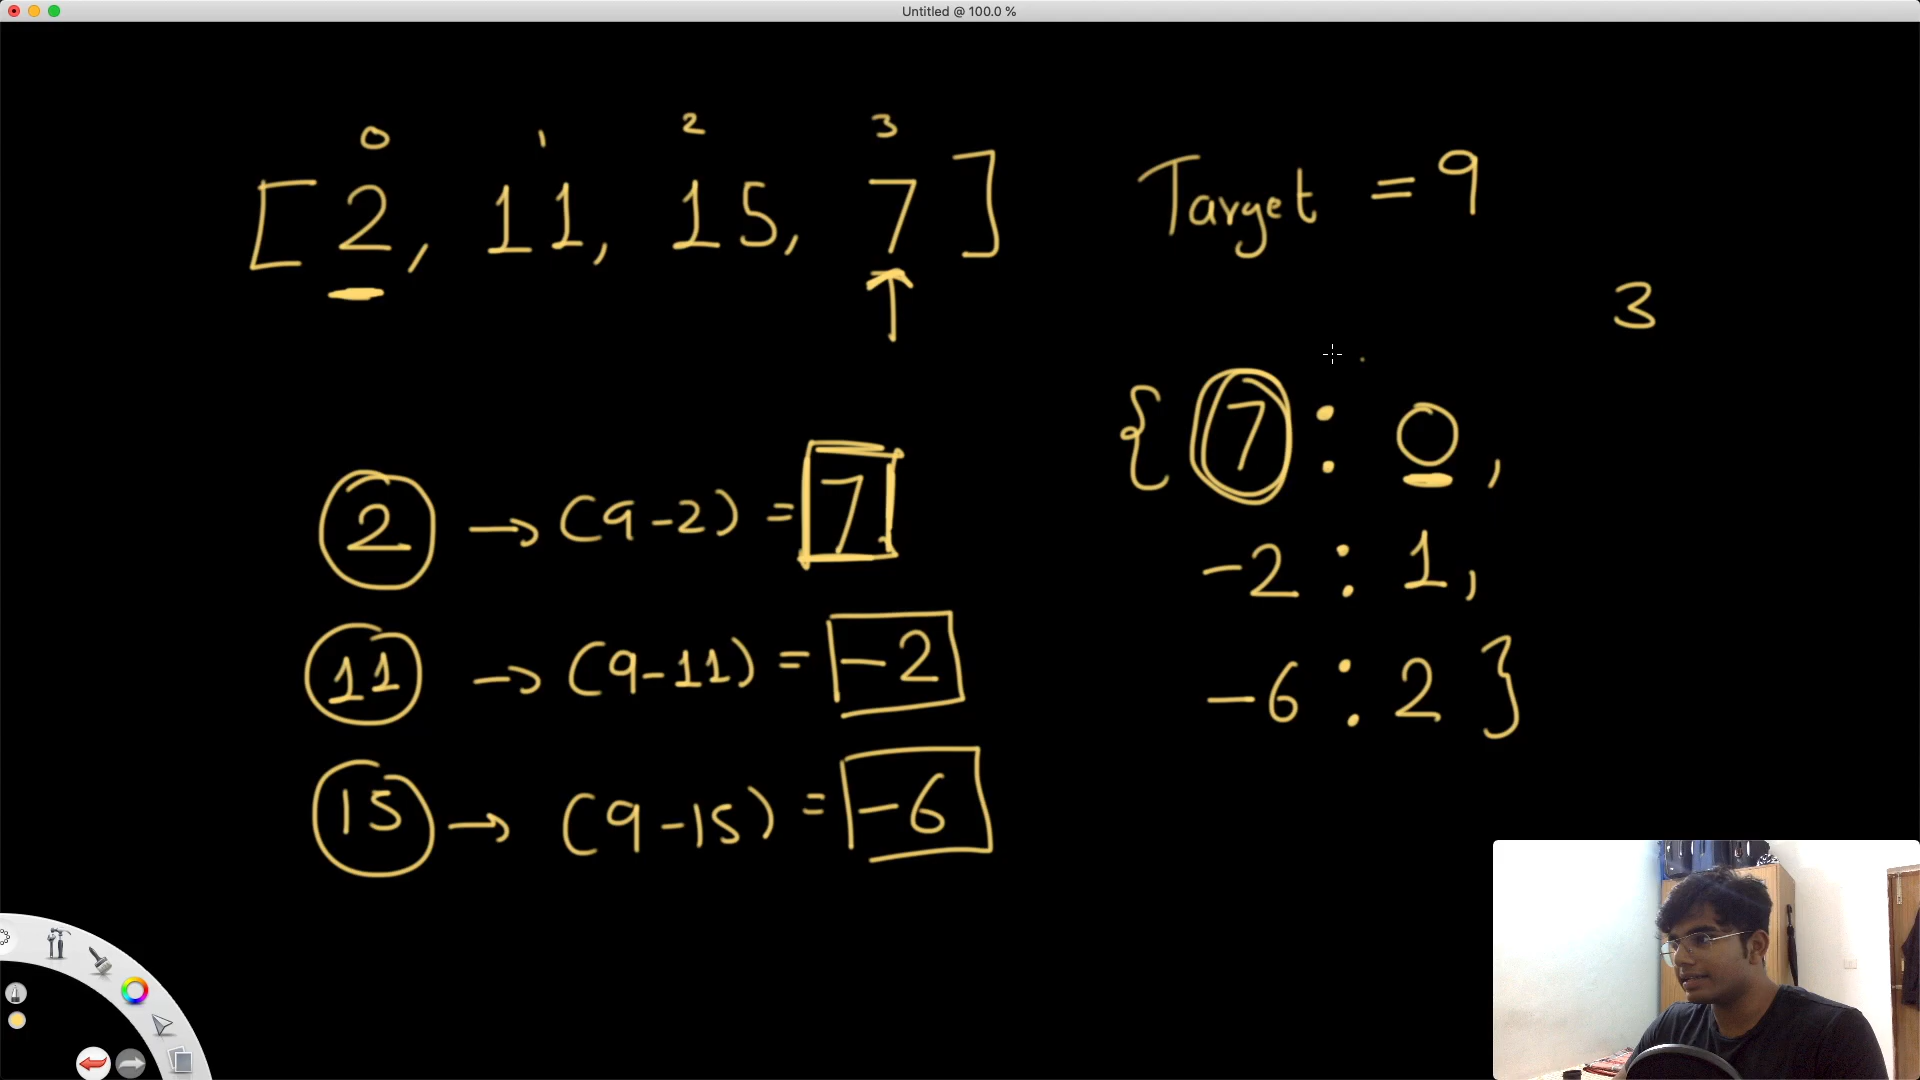 Untitled @ 100.0 %
0 1 2 3
[2, 11, 15, 7]
Target = 9
3
2 → (9-2) = 7
11 → (9-11) = -2
15 → (9-15) = -6
{ 7 : 0,
-2 : 1,
-6 : 2 }